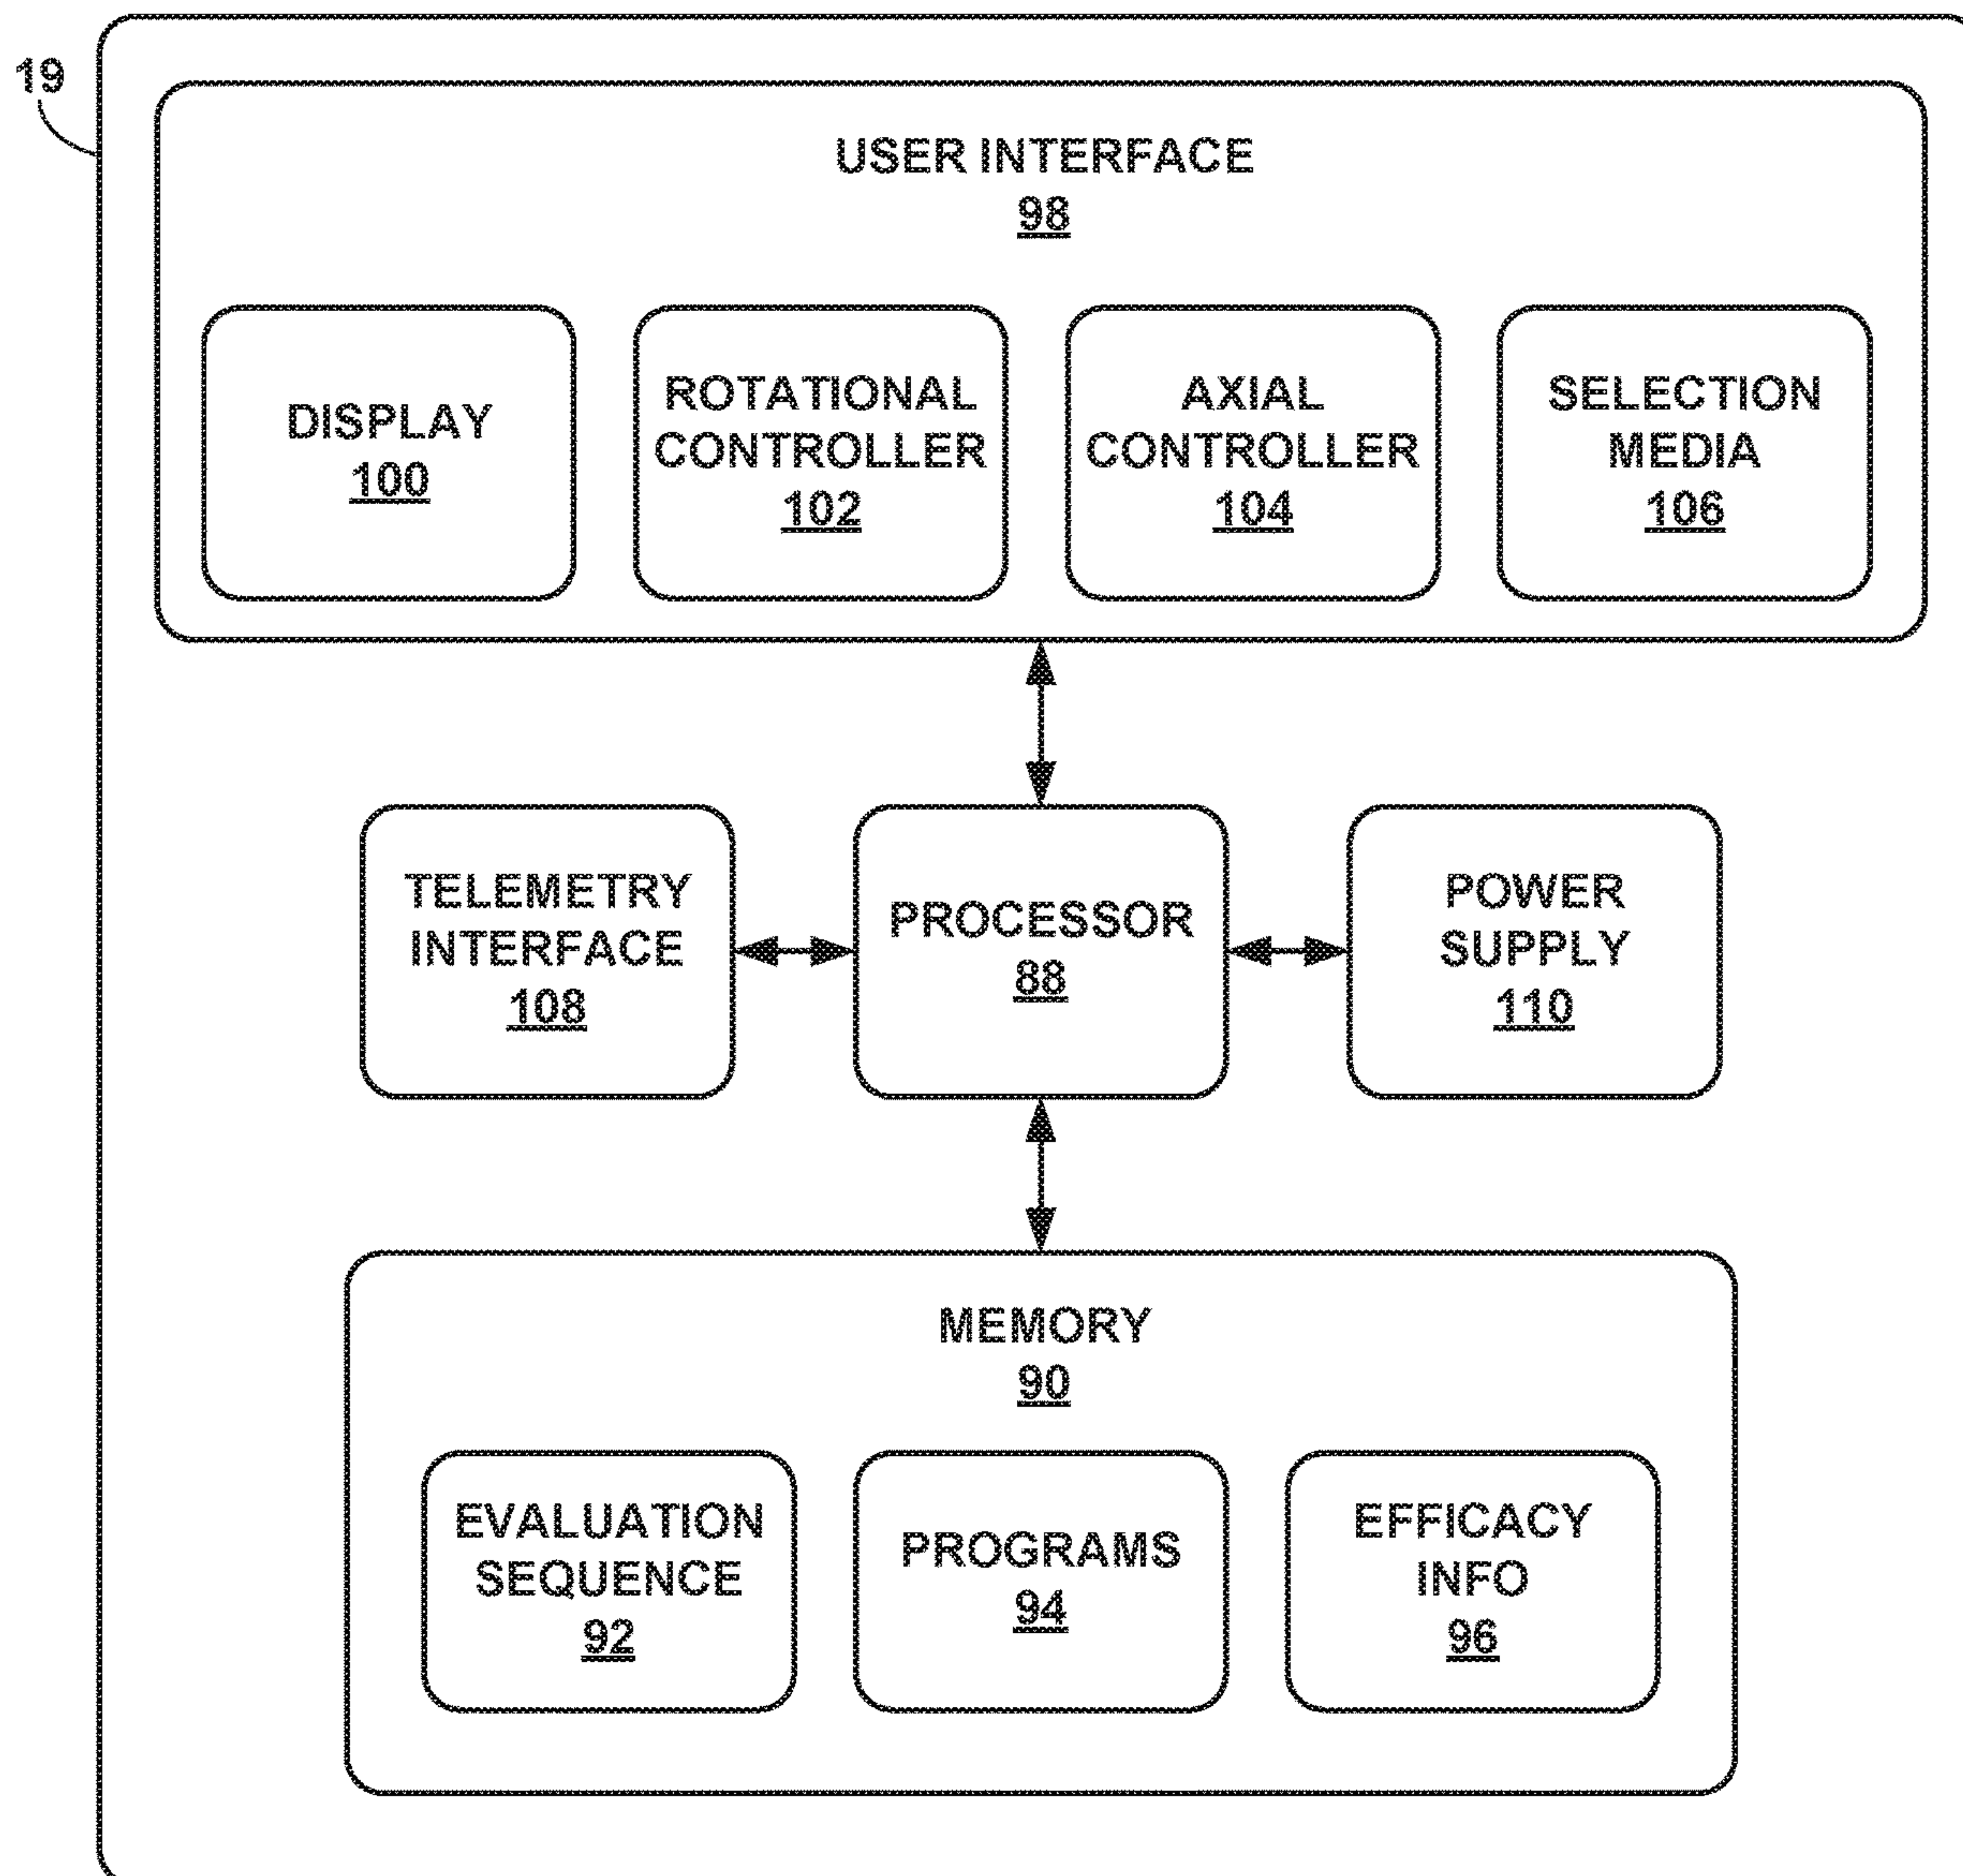 19
USER INTERFACE
98
DISPLAY
100
ROTATIONAL
CONTROLLER
102
AXIAL
CONTROLLER
104
SELECTION
MEDIA
106
TELEMETRY
INTERFACE
108
PROCESSOR
88
POWER
SUPPLY
110
MEMORY
90
EVALUATION
SEQUENCE
92
PROGRAMS
94
EFFICACY
INFO
96